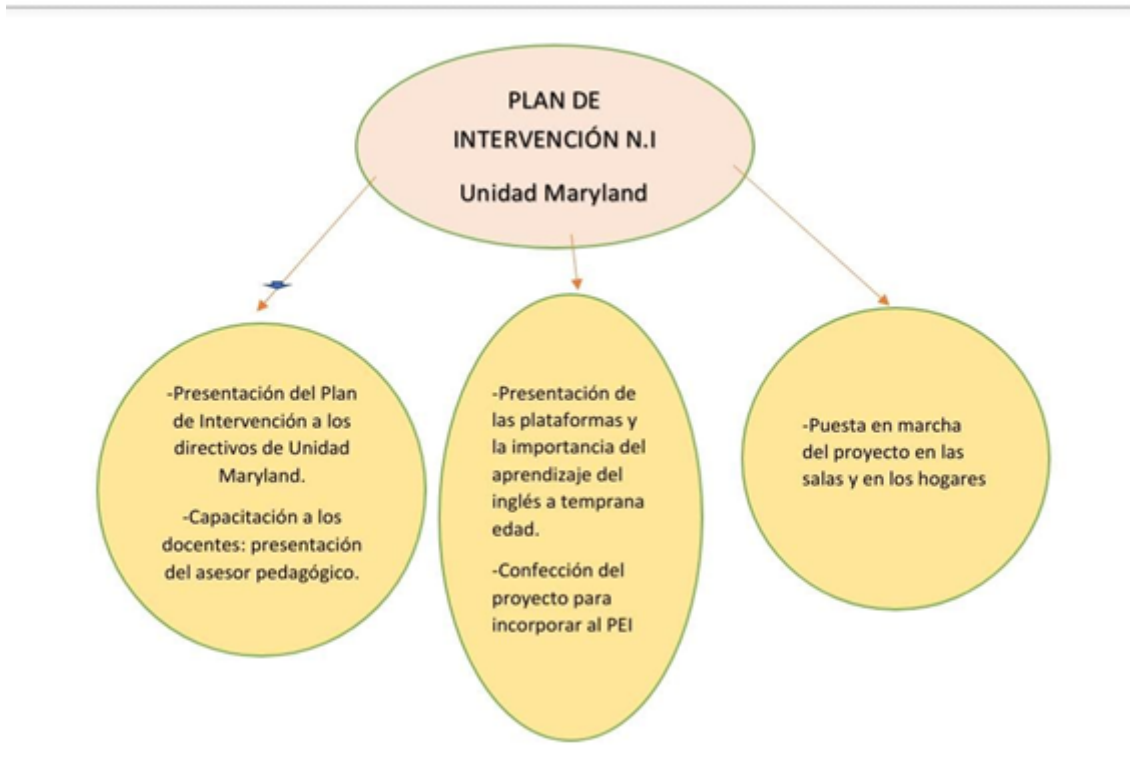 PLAN DE
INTERVENCIÓN N.I
Unidad Maryland
-Presentación del Plan
de Intervención a los
directivos de Unidad
Maryland.
-Capacitación a los
docentes: presentación
del asesor pedagógico.
-Presentación de
las plataformas y
la importancia del
aprendizaje del
inglés a temprana
edad.
-Confección del
proyecto para
incorporar al PEI
-Puesta en marcha
del proyecto en las
salas y en los hogares